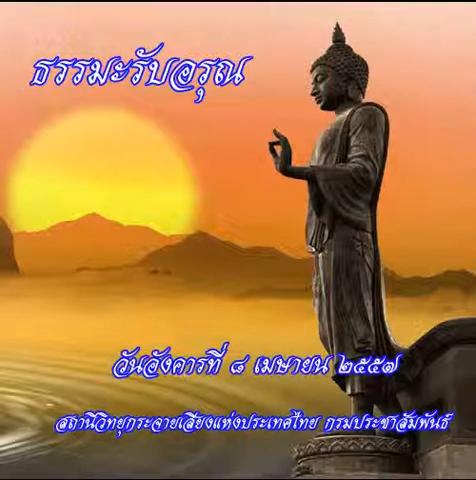 ธรรมะรับอรุณ
วันอังคารที่ ๘ เมษายน ๒๕๕๗
สถานีวิทยุกระจายเสียงแห่งประเทศไทย กรมประชาสัมพันธ์